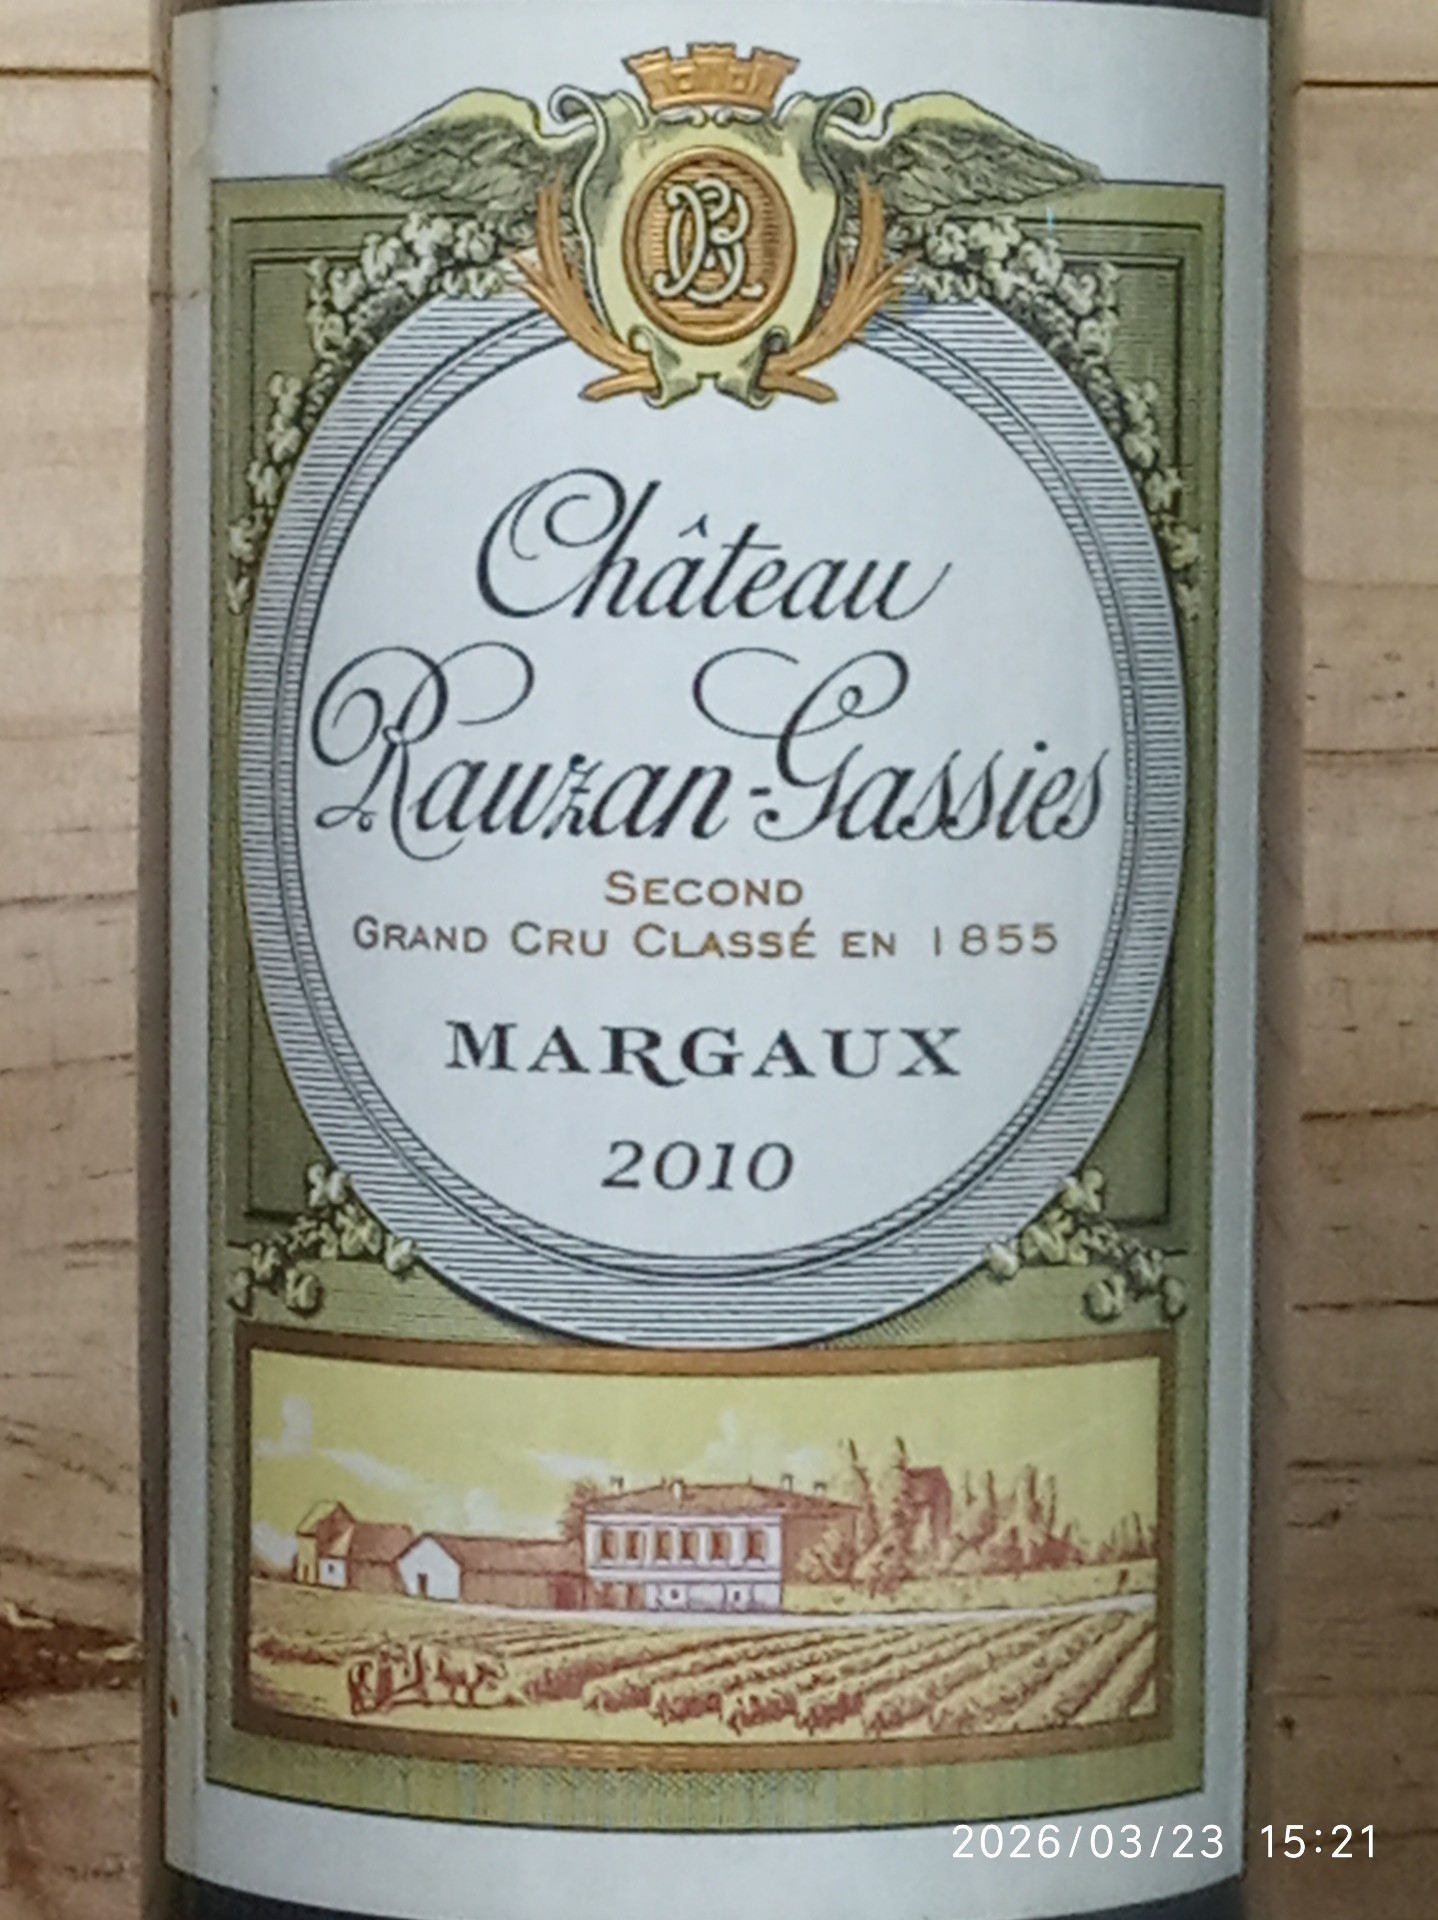 Château
Rauzan-Gassies
SECOND
GRAND CRU CLASSÉ EN 1855
MARGAUX
2010
2026/03/23 15:21